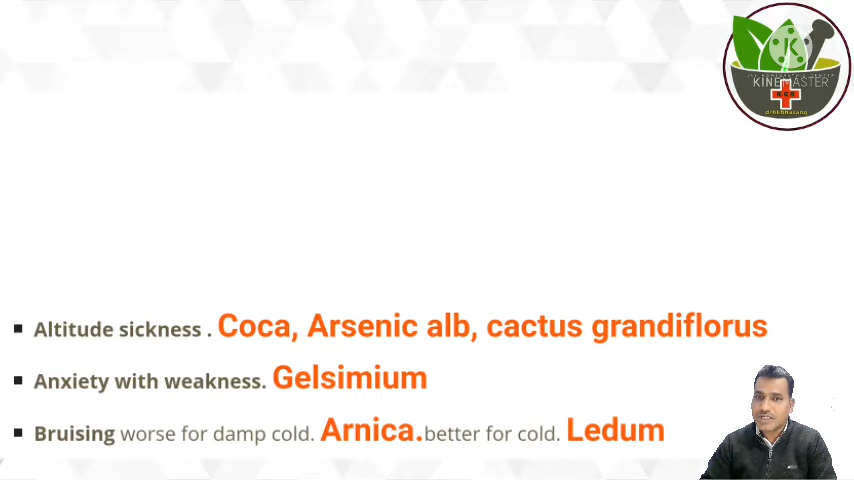 K
KINEMASTER
drhkbhalang
Altitude sickness . Coca, Arsenic alb, cactus grandiflorus
Anxiety with weakness. Gelsimium
Bruising worse for damp cold. Arnica.better for cold. Ledum